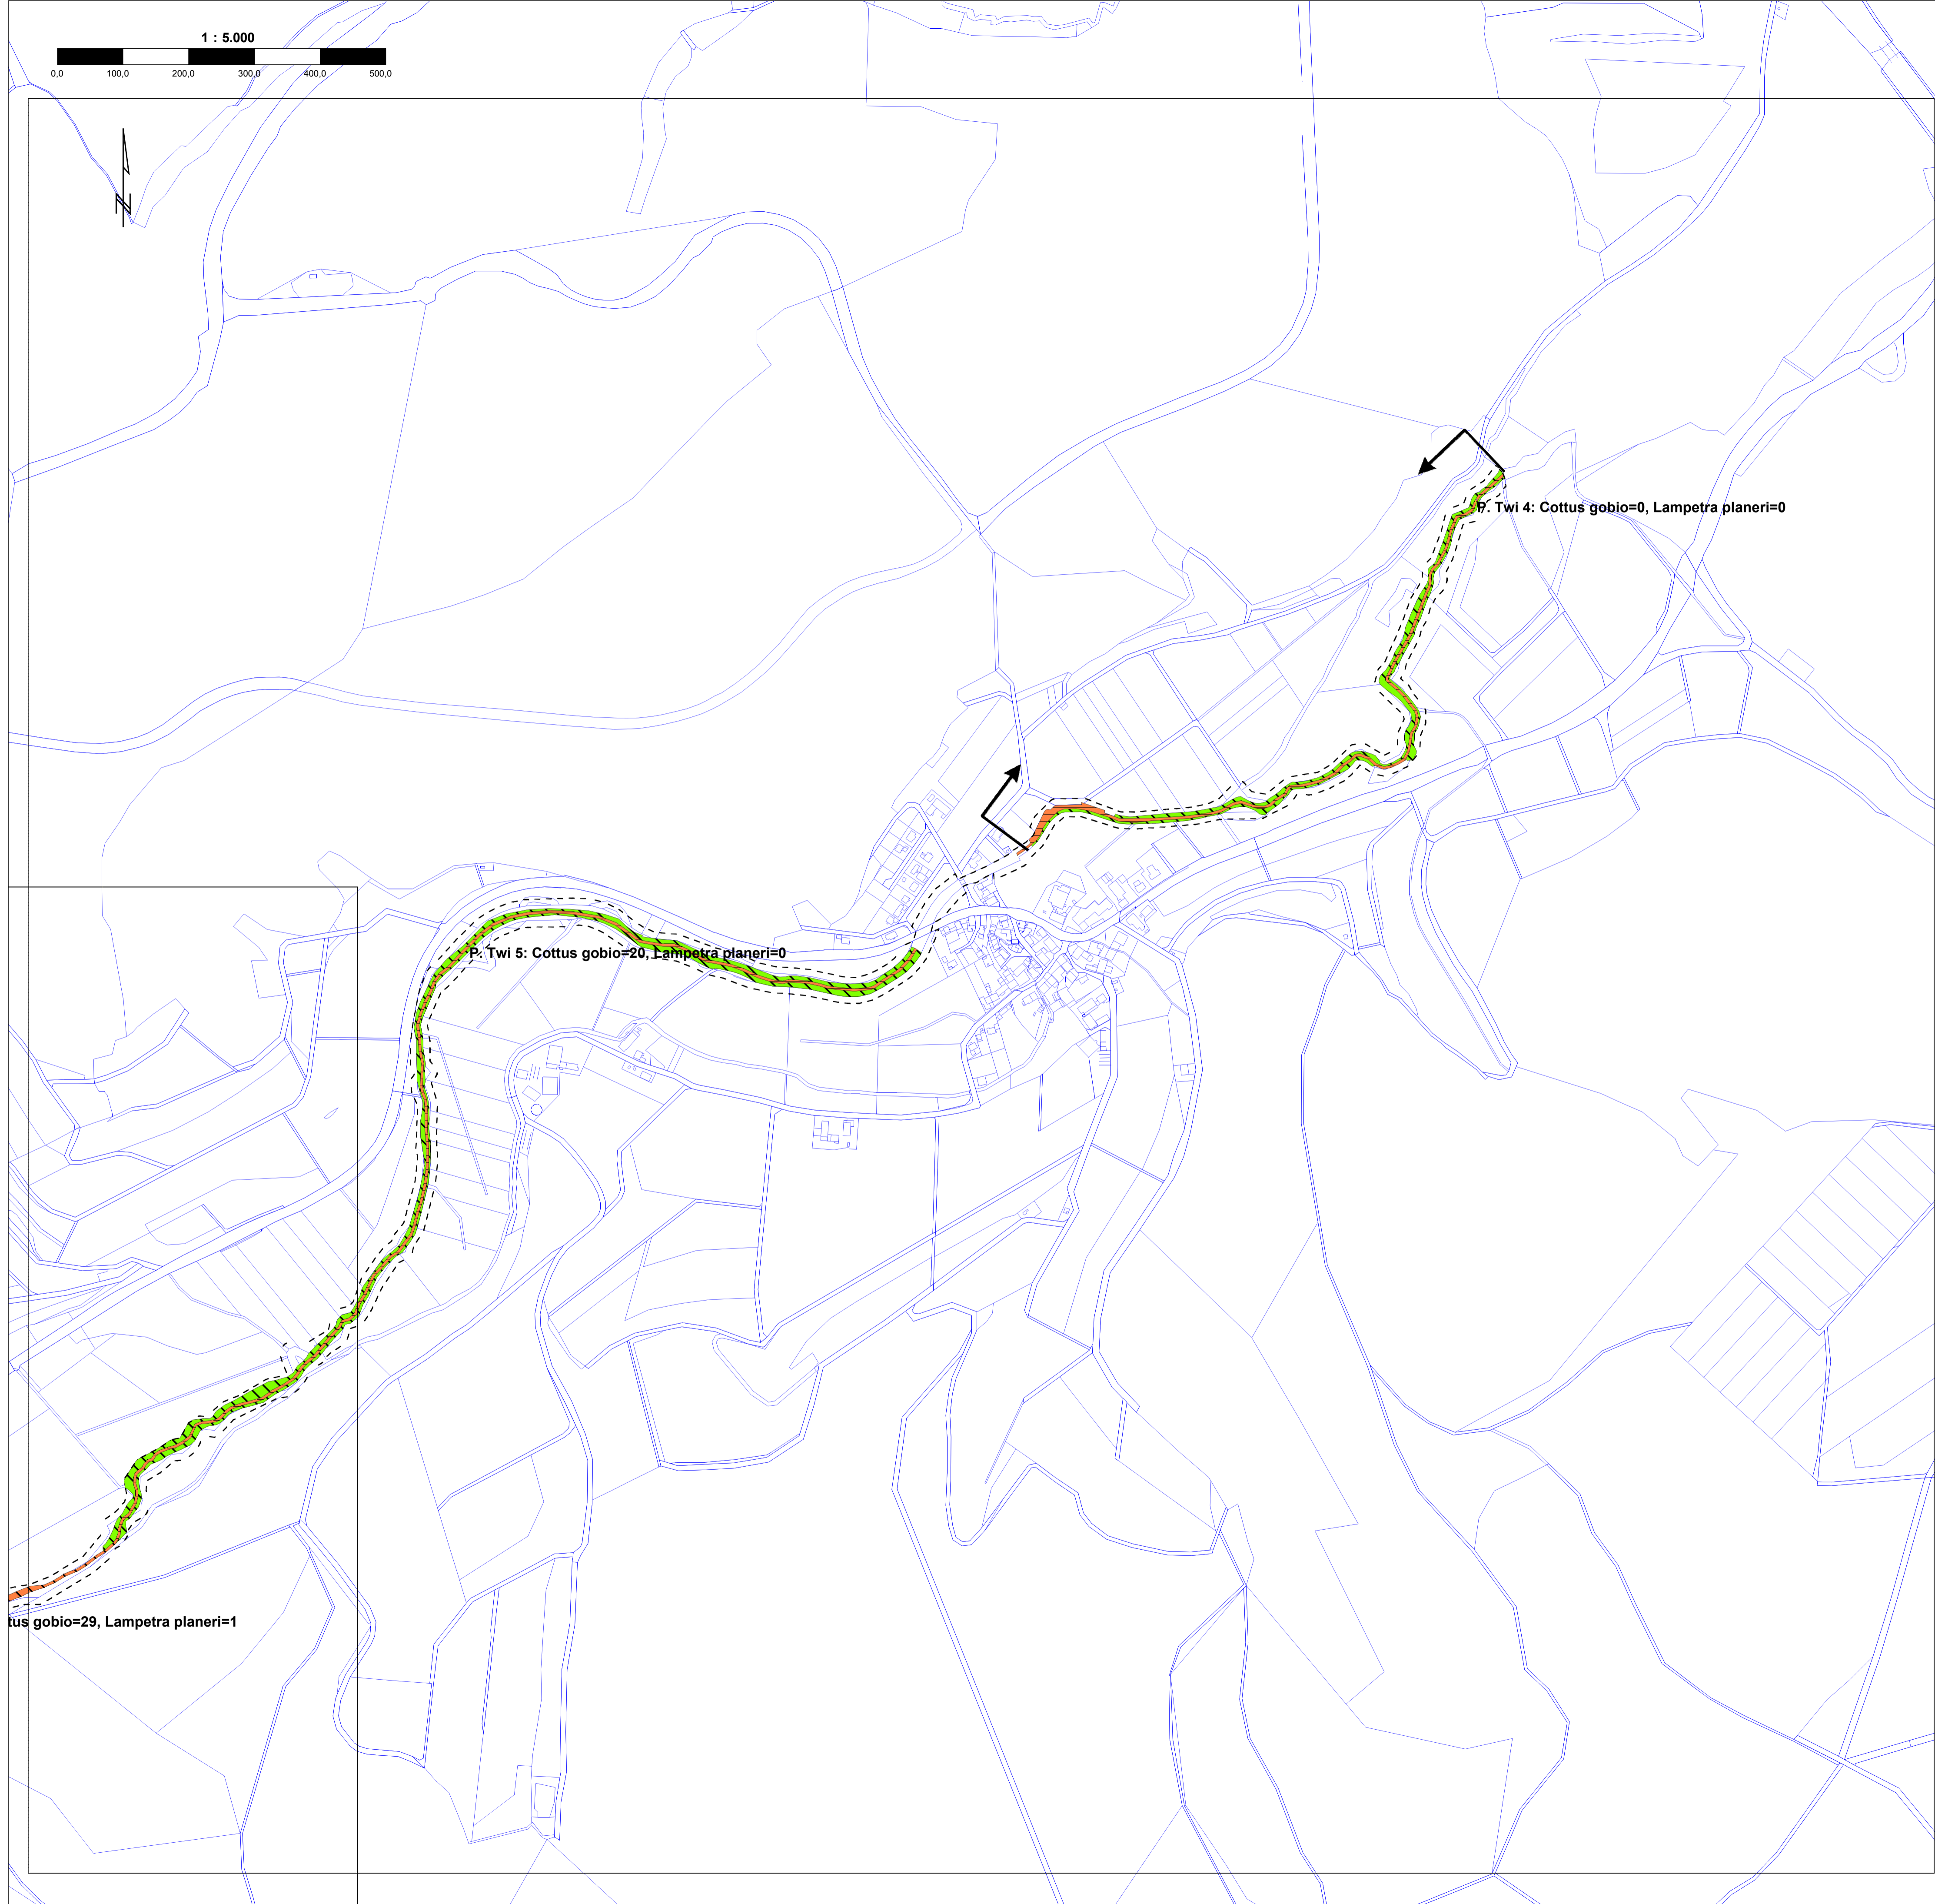 1 : 5.000
0,0 100,0 200,0 300,0 400,0 500,0
N
P. Twi 4: Cottus gobio=0, Lampetra planeri=0
P. Twi 5: Cottus gobio=20, Lampetra planeri=0
tus gobio=29, Lampetra planeri=1